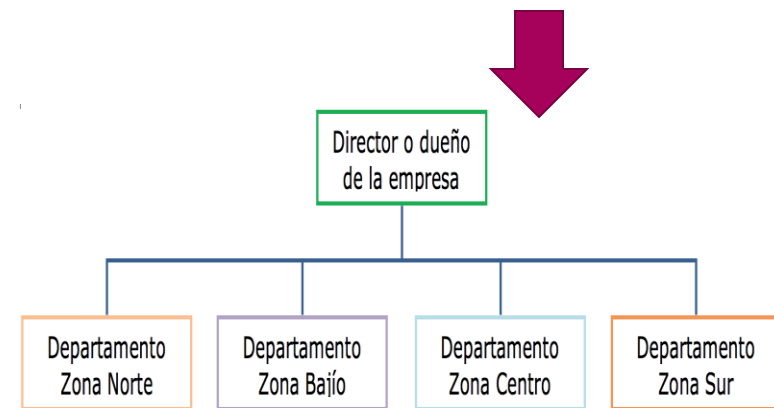 Director o dueño
de la empresa
Departamento
Zona Norte
Departamento
Zona Bajío
Departamento
Zona Centro
Departamento
Zona Sur